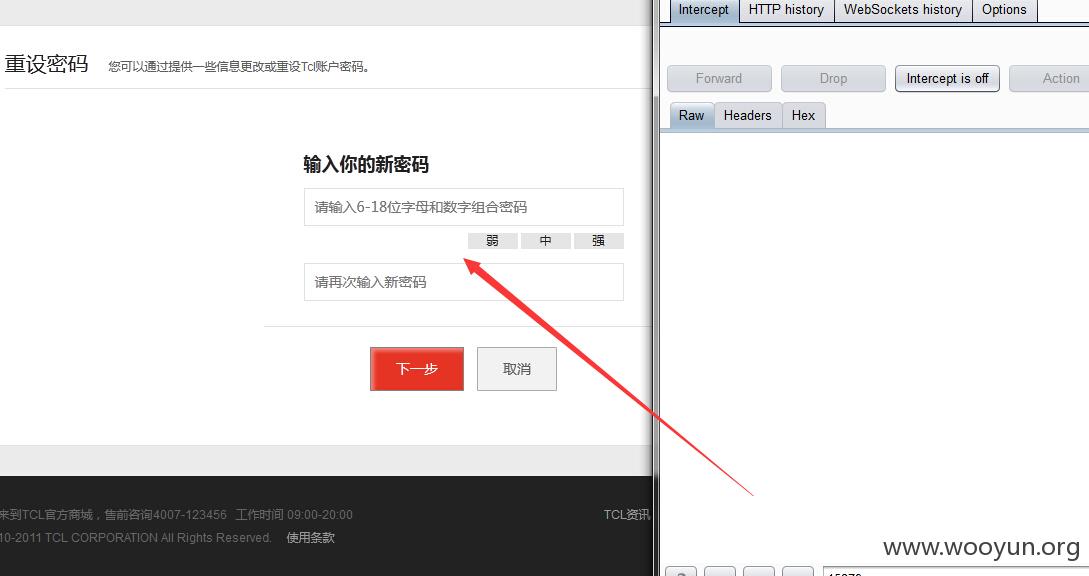 重设密码 您可以通过提供一些信息更改或重设Tcl账户密码。
输入你的新密码
请输入6-18位字母和数字组合密码
弱 中 强
请再次输入新密码
下一步 取消
来到TCL官方商城，售前咨询4007-123456 工作时间 09:00-20:00 TCL资讯
10-2011 TCL CORPORATION All Rights Reserved. 使用条款
Intercept HTTP history WebSockets history Options
Forward Drop Intercept is off Action
Raw Headers Hex
www.wooyun.org